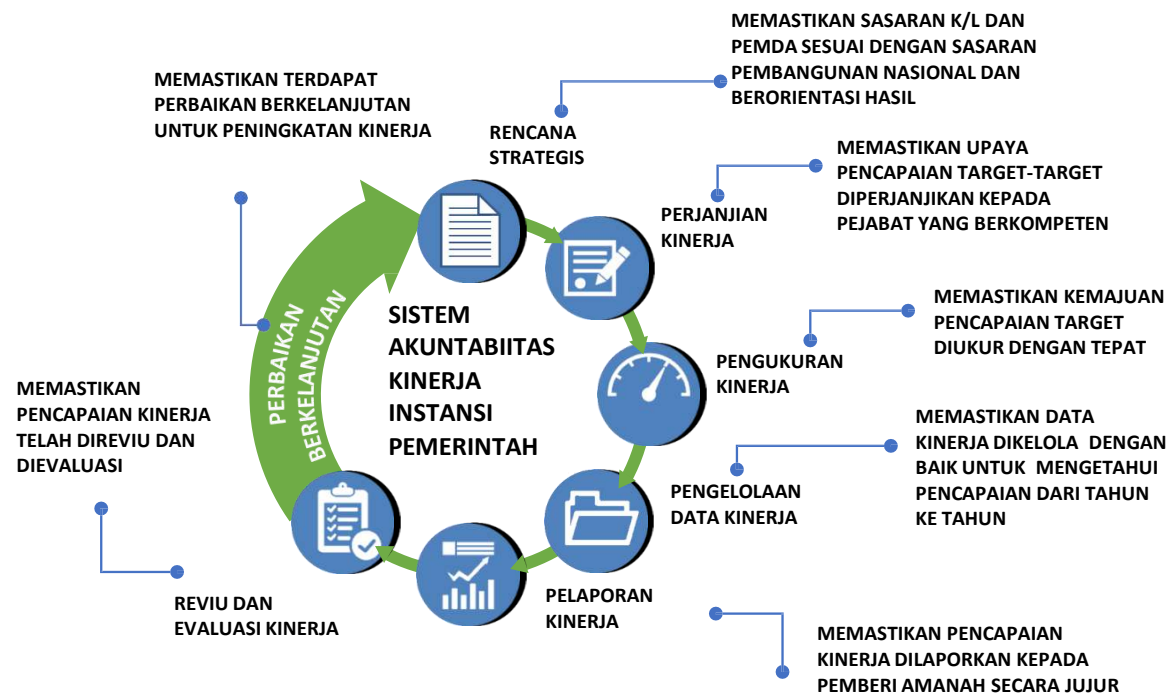 MEMASTIKAN SASARAN K/L DAN
PEMDA SESUAI DENGAN SASARAN
PEMBANGUNAN NASIONAL DAN
BERORIENTASI HASIL
MEMASTIKAN TERDAPAT
PERBAIKAN BERKELANJUTAN
UNTUK PENINGKATAN KINERJA
RENCANA
STRATEGIS
MEMASTIKAN UPAYA
PENCAPAIAN TARGET-TARGET
DIPERJANJIKAN KEPADA
PEJABAT YANG BERKOMPETEN
PERJANJIAN
KINERJA
MEMASTIKAN KEMAJUAN
PENCAPAIAN TARGET
DIUKUR DENGAN TEPAT
PENGUKURAN
KINERJA
SISTEM
AKUNTABIITAS
KINERJA
INSTANSI
PEMERINTAH
PERBAIKAN
BERKELANJUTAN
MEMASTIKAN
PENCAPAIAN KINERJA
TELAH DIREVIU DAN
DIEVALUASI
MEMASTIKAN DATA
KINERJA DIKELOLA DENGAN
BAIK UNTUK MENGETAHUI
PENCAPAIAN DARI TAHUN
KE TAHUN
PENGELOLAAN
DATA KINERJA
PELAPORAN
KINERJA
REVIU DAN
EVALUASI KINERJA
MEMASTIKAN PENCAPAIAN
KINERJA DILAPORKAN KEPADA
PEMBERI AMANAH SECARA JUJUR